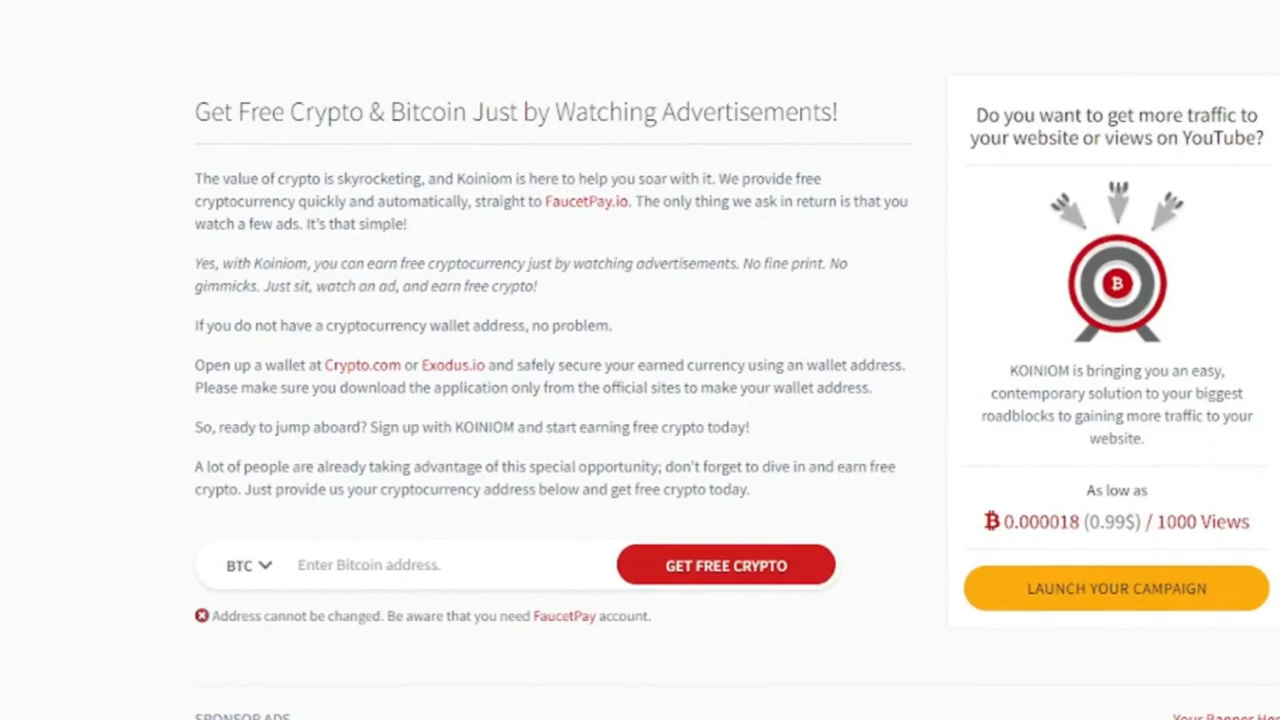 Get Free Crypto & Bitcoin Just by Watching Advertisements!
The value of crypto is skyrocketing, and Koiniom is here to help you soar with it. We provide free
cryptocurrency quickly and automatically, straight to FaucetPay.io. The only thing we ask in return is that you
watch a few ads. It's that simple!
Yes, with Koiniom, you can earn free cryptocurrency just by watching advertisements. No fine print. No
gimmicks. Just sit, watch an ad, and earn free crypto!
If you do not have a cryptocurrency wallet address, no problem.
Open up a wallet at Crypto.com or Exodus.io and safely secure your earned currency using an wallet address.
Please make sure you download the application only from the official sites to make your wallet address.
So, ready to jump aboard? Sign up with KOINIOM and start earning free crypto today!
A lot of people are already taking advantage of this special opportunity; don't forget to dive in and earn free
crypto. Just provide us your cryptocurrency address below and get free crypto today.
BTC Enter Bitcoin address. GET FREE CRYPTO
Address cannot be changed. Be aware that you need FaucetPay account.
Do you want to get more traffic to
your website or views on YouTube?
KOINIOM is bringing you an easy,
contemporary solution to your biggest
roadblocks to gaining more traffic to your
website.
As low as
₿ 0.000018 (0.99$) / 1000 Views
LAUNCH YOUR CAMPAIGN
SPONSOR ADS
Your Banner